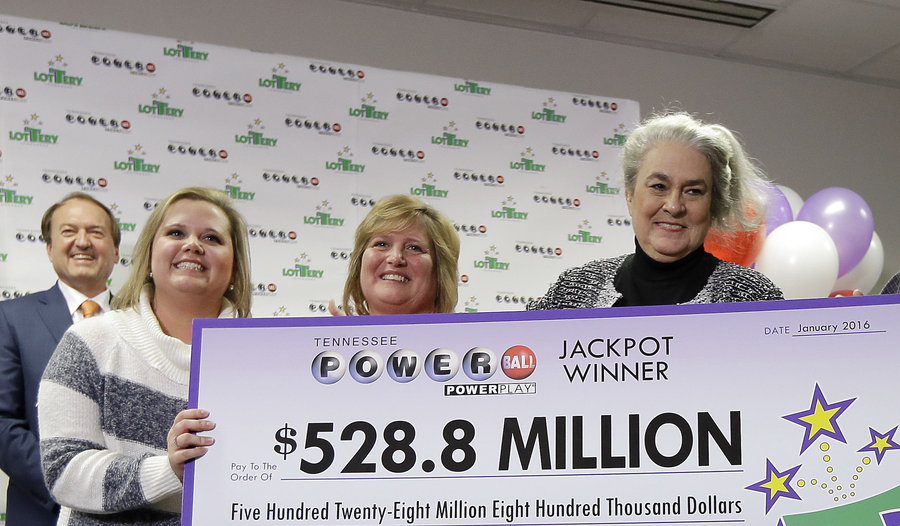 TENNESSEE
POWERBALL
POWERPLAY
JACKPOT
WINNER
DATE January 2016
Pay To The
Order Of
$528.8 MILLION
Five Hundred Twenty-Eight Million Eight Hundred Thousand Dollars
POWERBALL
LOTTERY